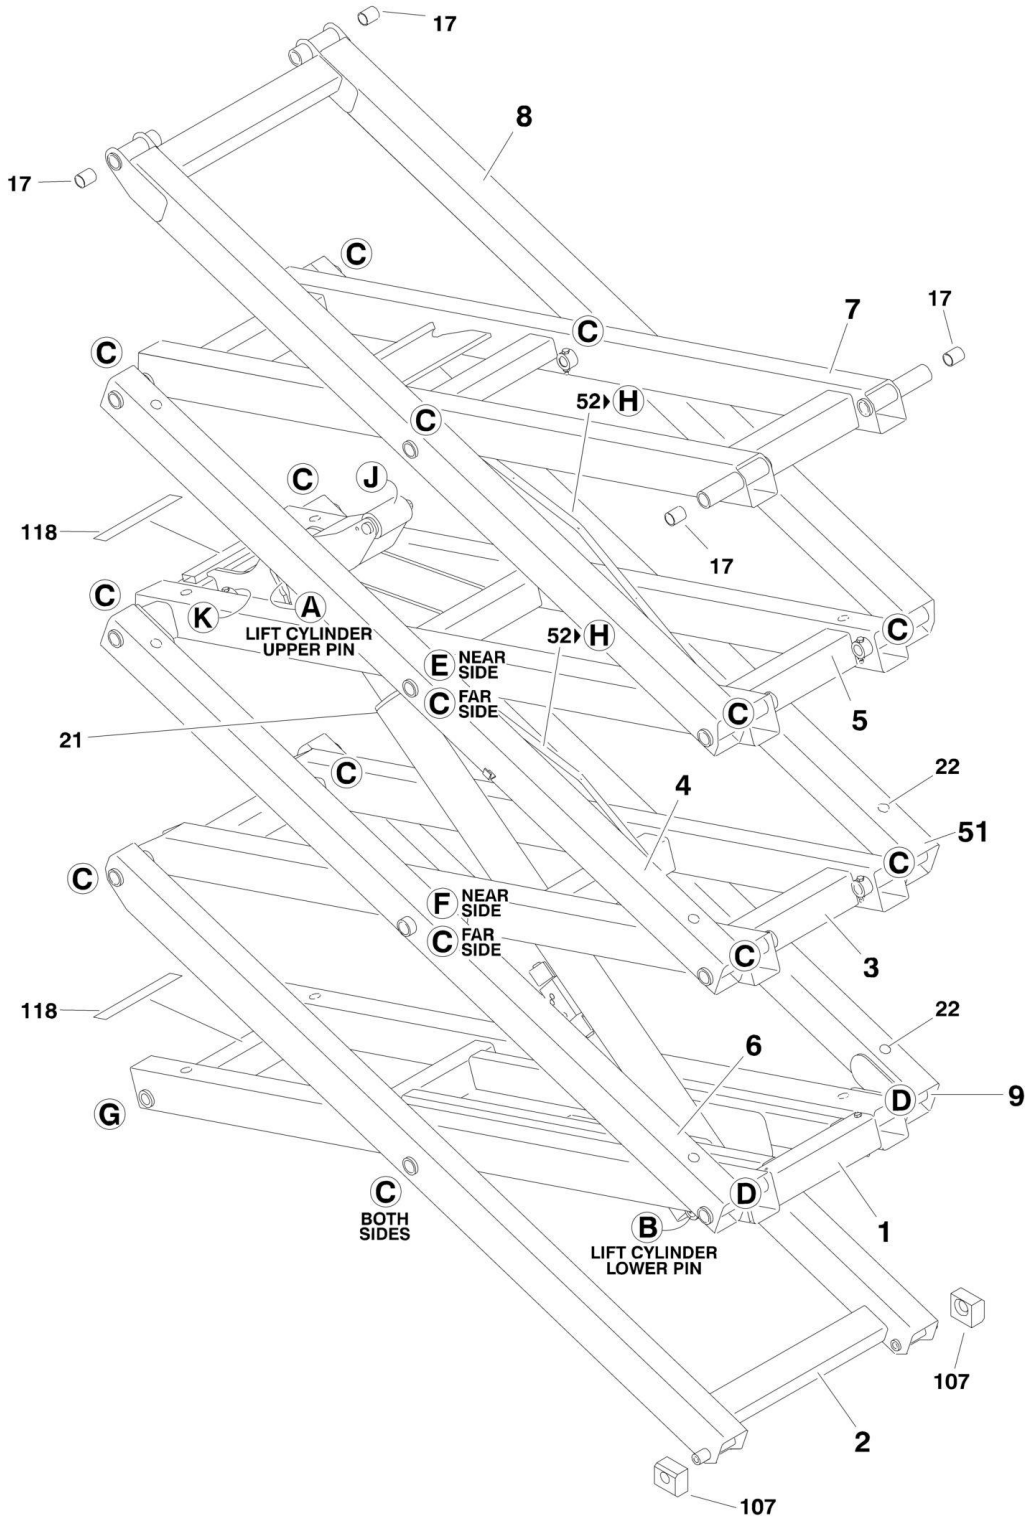 17
8
17
C
17
7
C
C
C
52 H
C
J
118
17
C
K
A
LIFT CYLINDER
UPPER PIN
52 H
C
E NEAR
SIDE
C FAR
SIDE
C
5
21
C
22
4
51
C
C
F NEAR
SIDE
C FAR
SIDE
C
3
118
22
6
9
D
G
D
C
BOTH
SIDES
B
LIFT CYLINDER
LOWER PIN
1
107
2
107